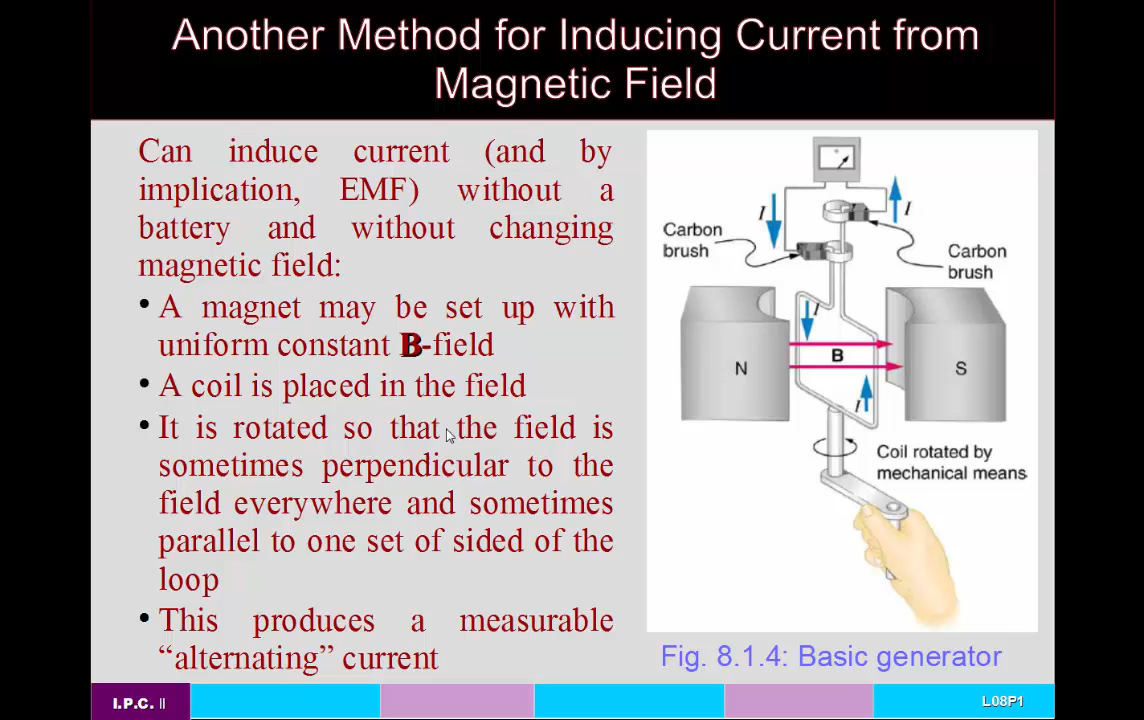 Another Method for Inducing Current from
Magnetic Field
Can induce current (and by
implication, EMF) without a
battery and without changing
magnetic field:
• A magnet may be set up with
uniform constant B-field
• A coil is placed in the field
• It is rotated so that the field is
sometimes perpendicular to the
field everywhere and sometimes
parallel to one set of sided of the
loop
• This produces a measurable
“alternating” current
I
I
Carbon
brush
Carbon
brush
I
B
N
S
I
Coil rotated by
mechanical means
Fig. 8.1.4: Basic generator
I.P.C. II
L08P1